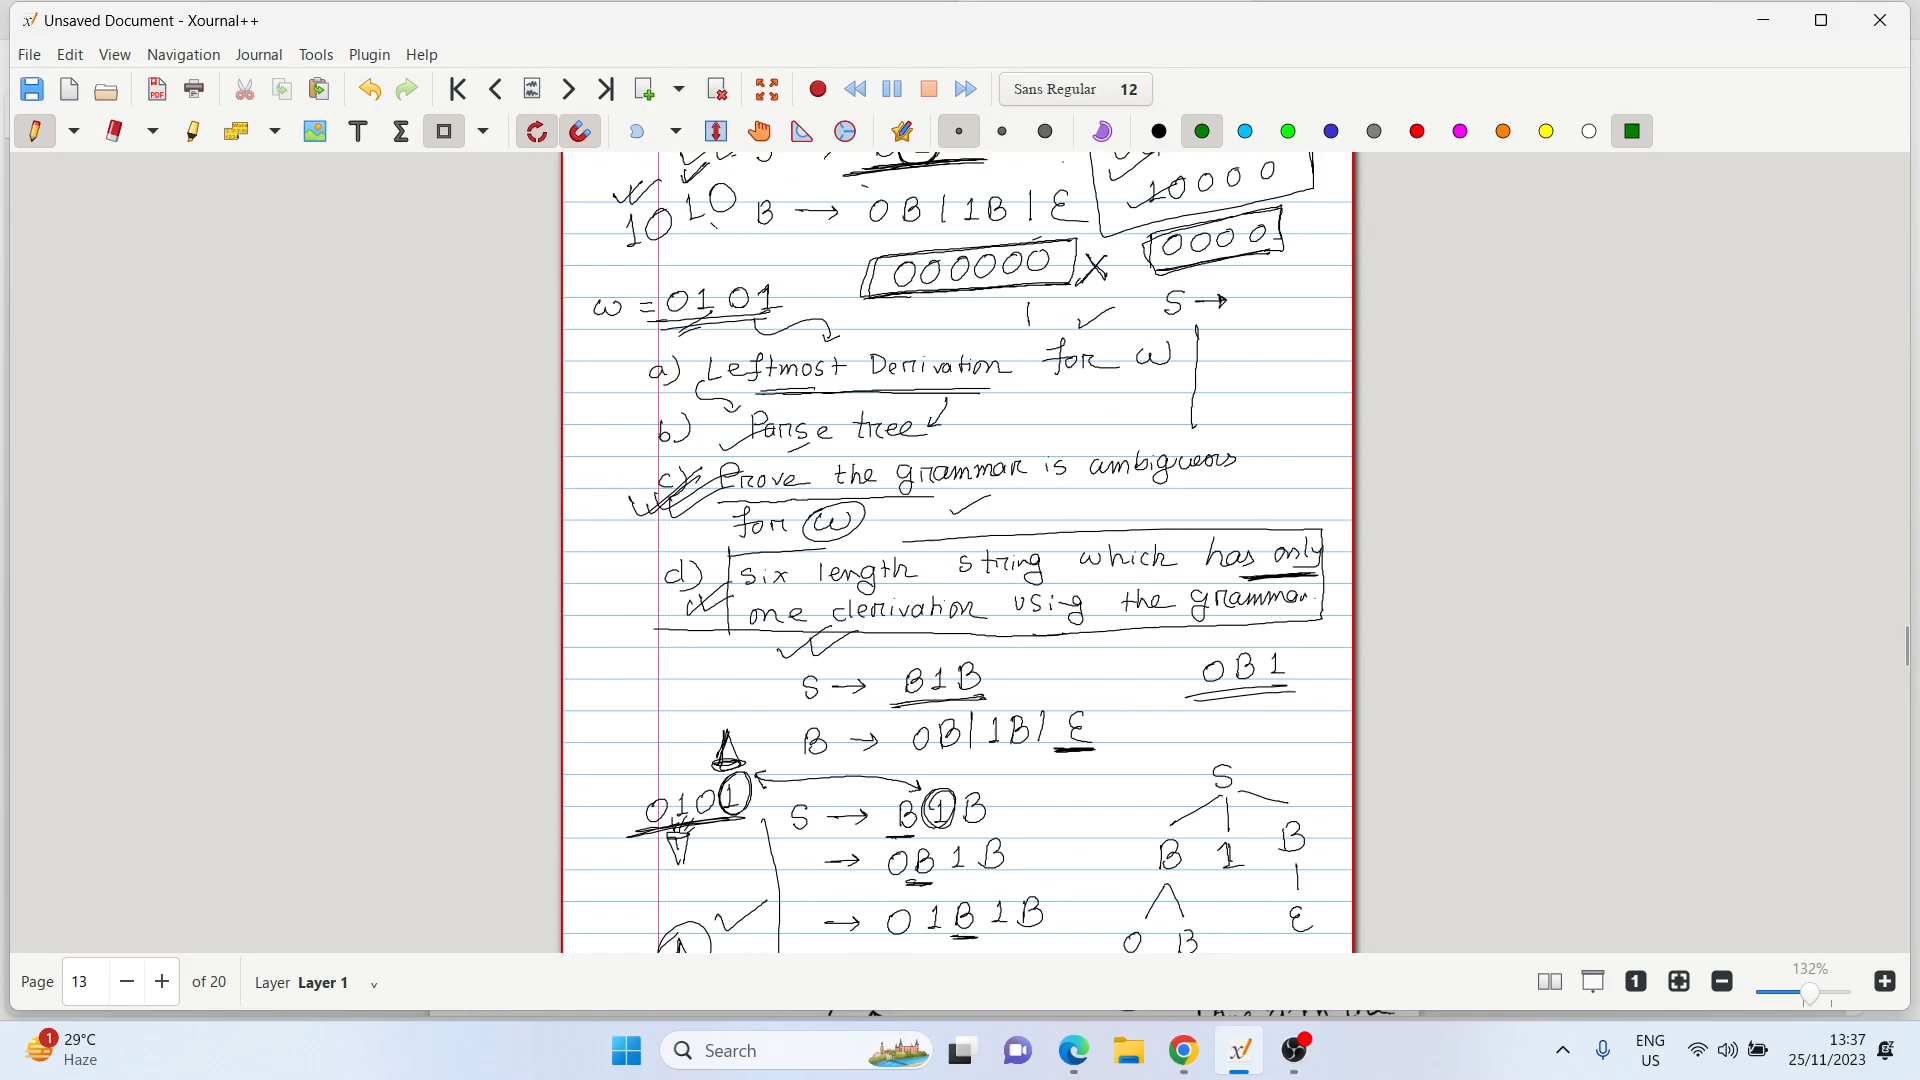 Unsaved Document - Xournal++
File Edit View Navigation Journal Tools Plugin Help
Sans Regular 12
10000
1010 B → 0B | 1B | ε
0000
000000 X
ω = 0101
S →
a) Leftmost Derivation for ω
b) Parse tree
c) Prove the grammar is ambiguous
for ω
d) six length string which has only
one derivation using the grammar.
S → B1B
0B1
B → 0B | 1B | ε
S
0101 S → B1B
B 1 B
→ 0B1B
ε
→ 01B1B
0 B
Page 13 of 20 Layer Layer 1
132%
1
29°C
Haze
Search
ENG
US
13:37
25/11/2023